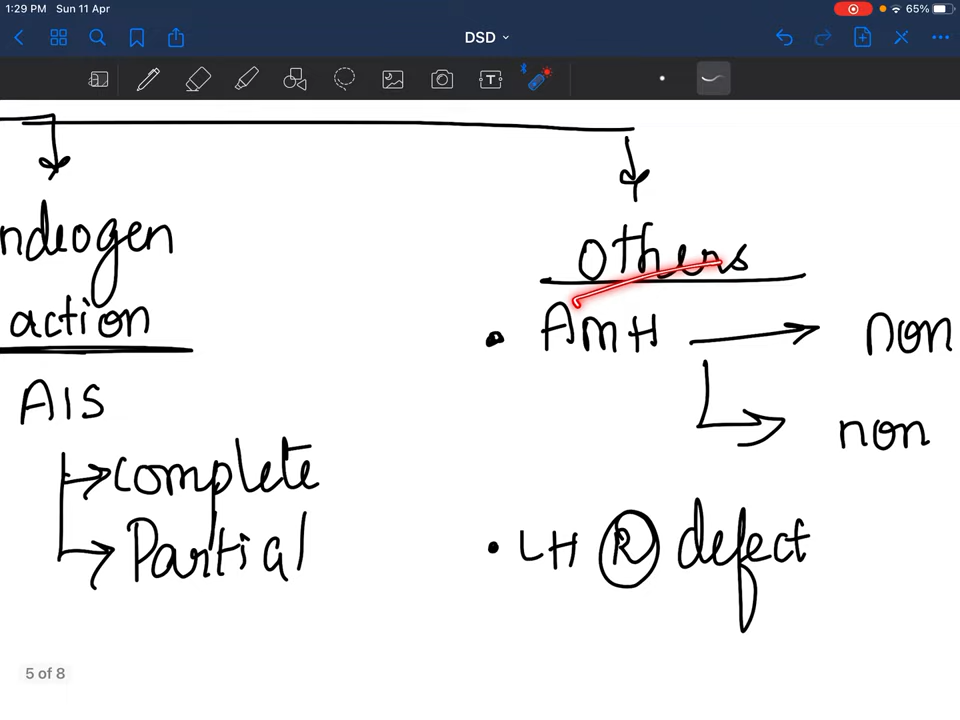 1:29 PM Sun 11 Apr
65%
DSD
T
ndrogen
action
AIS
complete
Partial
others
• AMH → non
non
• LH R defect
5 of 8